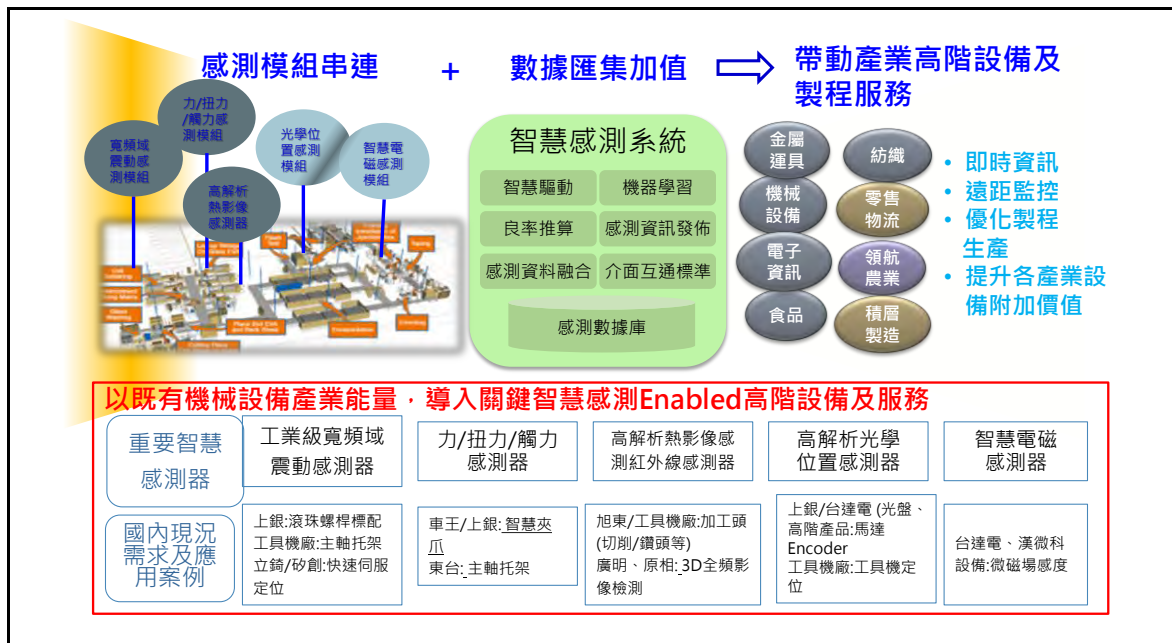 感測模組串連
+
數據匯集加值
帶動產業高階設備及
製程服務
力/扭力
/觸力感
測模組
寬頻域
震動感
測模組
高解析
熱影像
感測器
光學位
置感測
模組
智慧電
磁感測
模組
智慧感測系統
智慧驅動
機器學習
良率推算
感測資訊發佈
感測資料融合
介面互通標準
感測數據庫
金屬
運具
紡織
機械
設備
零售
物流
電子
資訊
領航
農業
食品
積層
製造
• 即時資訊
• 遠距監控
• 優化製程
生產
• 提升各產業設
備附加價值
以既有機械設備產業能量，導入關鍵智慧感測Enabled高階設備及服務
重要智慧
感測器
工業級寬頻域
震動感測器
力/扭力/觸力
感測器
高解析熱影像感
測紅外線感測器
高解析光學
位置感測器
智慧電磁
感測器
國內現況
需求及應
用案例
上銀:滾珠螺桿標配
工具機廠:主軸托架
立錡/矽創:快速伺服
定位
車王/上銀: 智慧夾
爪
東台: 主軸托架
旭東/工具機廠:加工頭
(切削/鑽頭等)
廣明、原相: 3D全頻影
像檢測
上銀/台達電 (光盤、
高階產品:馬達
Encoder
工具機廠:工具機定
位
台達電、漢微科
設備:微磁場感度